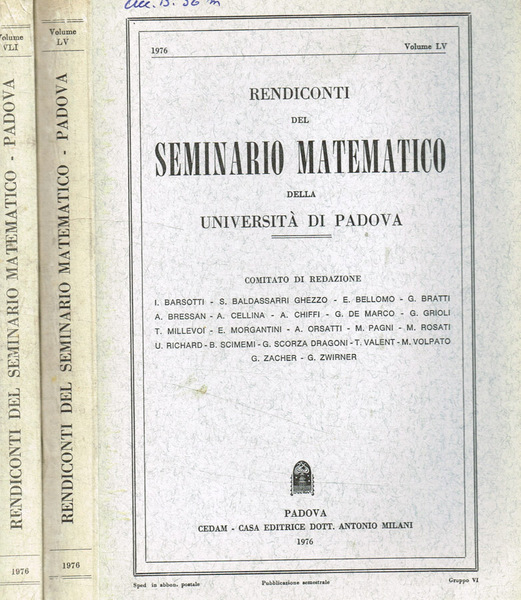 Volume
VLI
RENDICONTI DEL SEMINARIO MATEMATICO - PADOVA
1976
Volume
LV
RENDICONTI DEL SEMINARIO MATEMATICO - PADOVA
1976
1976 Volume LV
RENDICONTI
DEL
SEMINARIO MATEMATICO
DELLA
UNIVERSITÀ DI PADOVA
COMITATO DI REDAZIONE
I. BARSOTTI - S. BALDASSARRI GHEZZO - E. BELLOMO - G. BRATTI
A. BRESSAN - A. CELLINA - A. CHIFFI - G. DE MARCO - G. GRIOLI
T. MILLEVOI - E. MORGANTINI - A. ORSATTI - M. PAGNI - M. ROSATI
U. RICHARD - B. SCIMEMI - G. SCORZA DRAGONI - T. VALENT - M. VOLPATO
G. ZACHER - G. ZWIRNER
PADOVA
CEDAM - CASA EDITRICE DOTT. ANTONIO MILANI
1976
Sped in abbon. postale Pubblicazione semestrale Gruppo VI